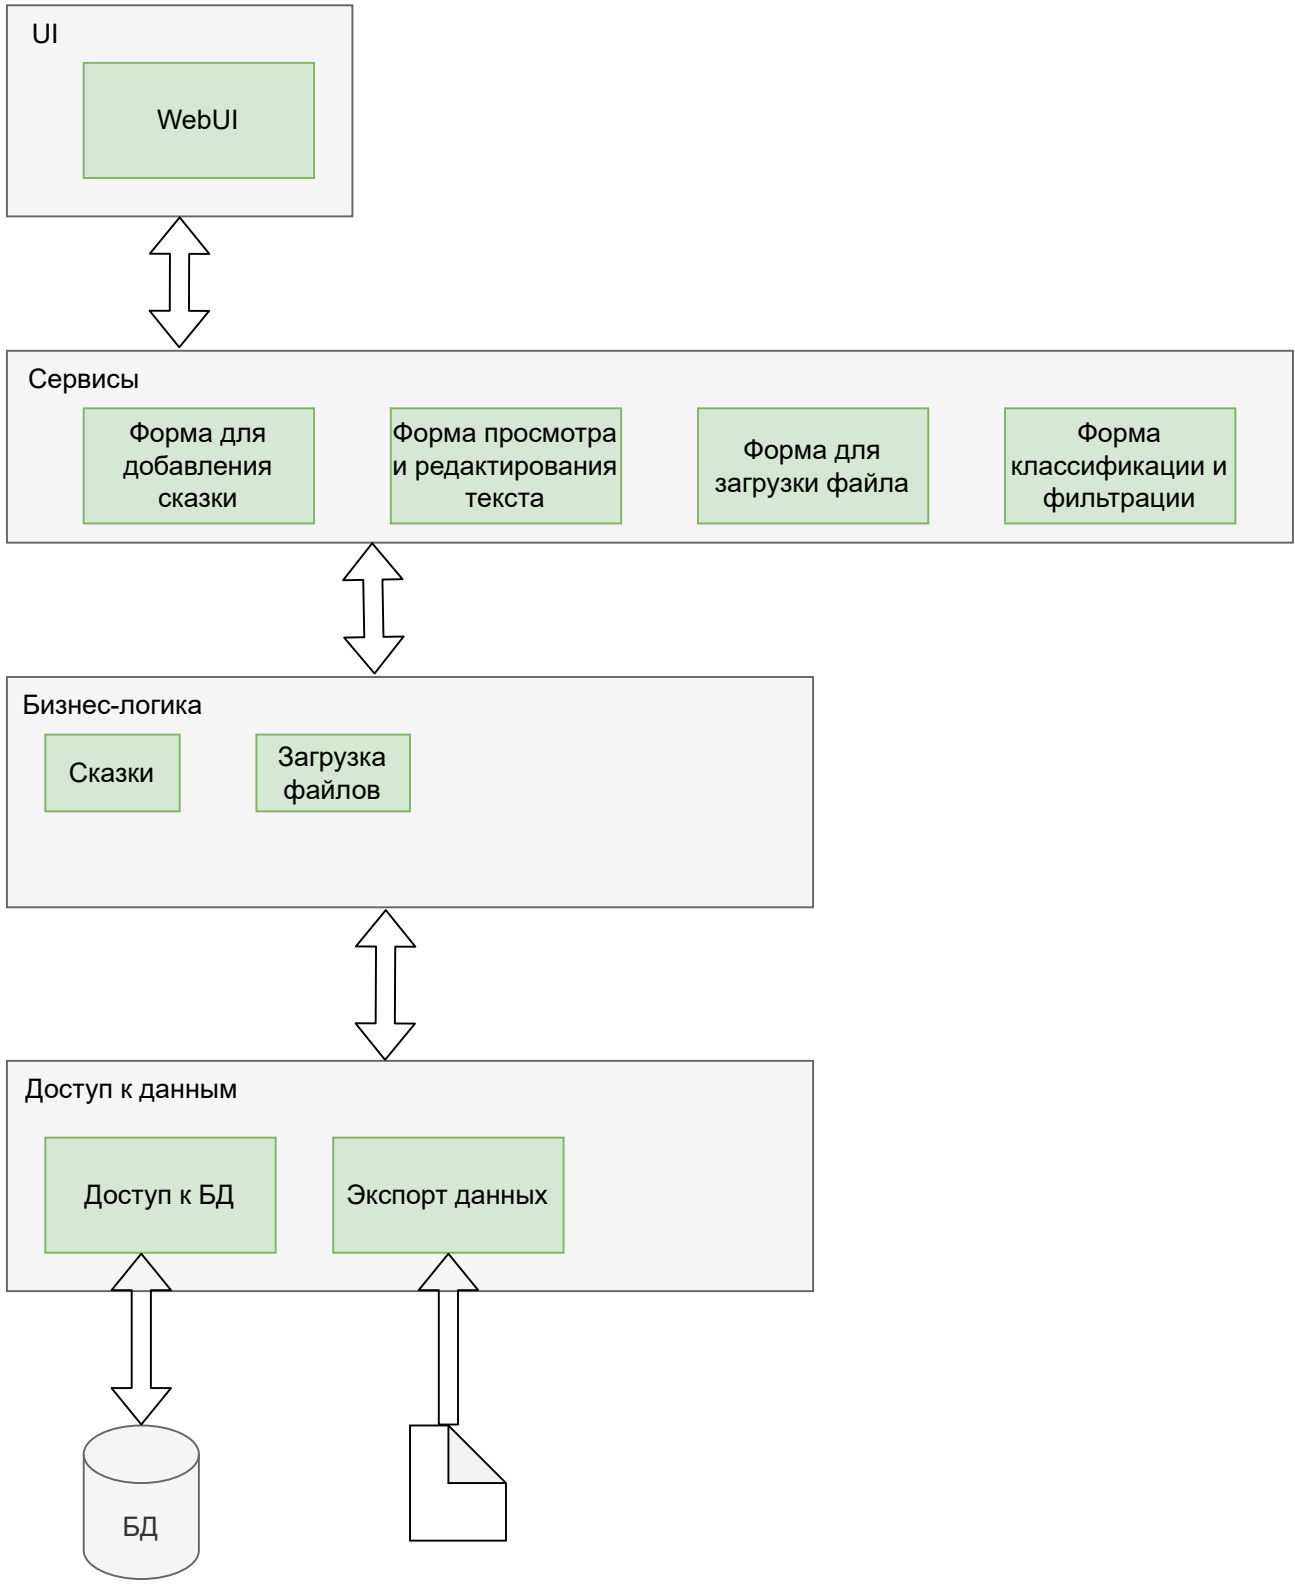 UI
WebUI
Сервисы
Форма для
добавления
сказки
Форма просмотра
и редактирования
текста
Форма для
загрузки файла
Форма
классификации и
фильтрации
Бизнес-логика
Сказки
Загрузка
файлов
Доступ к данным
Доступ к БД
Экспорт данных
БД